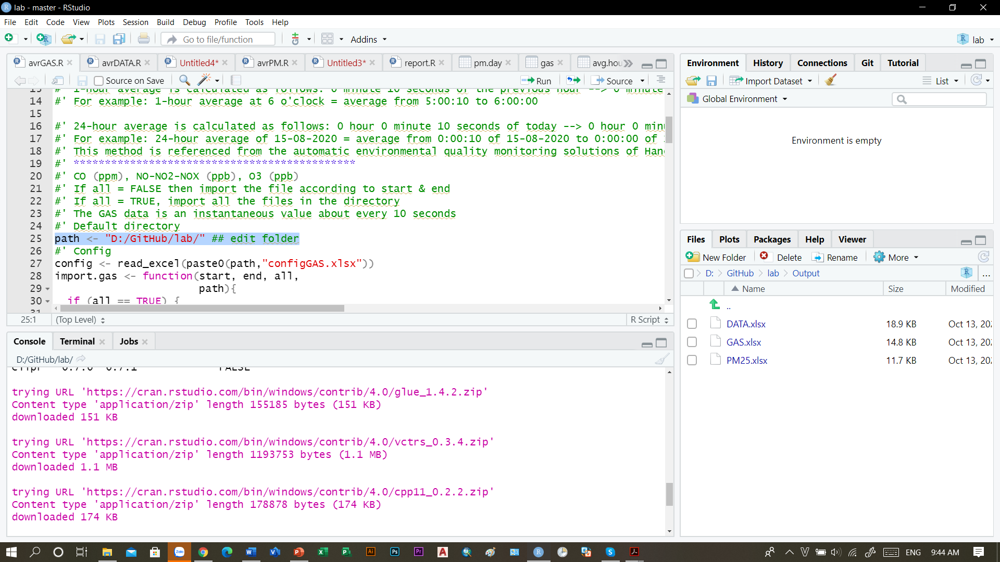 lab - master - RStudio
File Edit Code View Plots Session Build Debug Profile Tools Help
Go to file/function
Addins
lab
avrGAS.R
avrDATA.R
Untitled4*
avrPM.R
Untitled3*
report.R
pm.day
gas
avg.hou
Source on Save
Run
Source
13 #' 1-hour average is calculated as follows: 0 minute 10 seconds of the previous hour --> 0 minute
14 #' For example: 1-hour average at 6 o'clock = average from 5:00:10 to 6:00:00
15
16 #' 24-hour average is calculated as follows: 0 hour 0 minute 10 seconds of today --> 0 hour 0 min
17 #' For example: 24-hour average of 15-08-2020 = average from 0:00:10 of 15-08-2020 to 0:00:00 of
18 #' This method is referenced from the automatic environmental quality monitoring solutions of Han
19 #' *********************************************
20 #' CO (ppm), NO-NO2-NOX (ppb), O3 (ppb)
21 #' If all = FALSE then import the file according to start & end
22 #' If all = TRUE, import all the files in the directory
23 #' The GAS data is an instantaneous value about every 10 seconds
24 #' Default directory
25 path <- "D:/GitHub/lab/" ## edit folder
26 #' Config
27 config <- read_excel(paste0(path,"configGAS.xlsx"))
28 import.gas <- function(start, end, all,
29 path){
30 if (all == TRUE) {
31
25:1 (Top Level) R Script
Console Terminal Jobs
D:/GitHub/lab/
FALSE
trying URL 'https://cran.rstudio.com/bin/windows/contrib/4.0/glue_1.4.2.zip'
Content type 'application/zip' length 155185 bytes (151 KB)
downloaded 151 KB
trying URL 'https://cran.rstudio.com/bin/windows/contrib/4.0/vctrs_0.3.4.zip'
Content type 'application/zip' length 1193753 bytes (1.1 MB)
downloaded 1.1 MB
trying URL 'https://cran.rstudio.com/bin/windows/contrib/4.0/cpp11_0.2.2.zip'
Content type 'application/zip' length 178878 bytes (174 KB)
downloaded 174 KB
Environment History Connections Git Tutorial
Import Dataset
List
Global Environment
Environment is empty
Files Plots Packages Help Viewer
New Folder Delete Rename More
D: GitHub lab Output
...
Name Size Modified
..
DATA.xlsx 18.9 KB Oct 13, 20
GAS.xlsx 14.8 KB Oct 13, 20
PM25.xlsx 11.7 KB Oct 13, 20
Zalo
ENG
9:44 AM